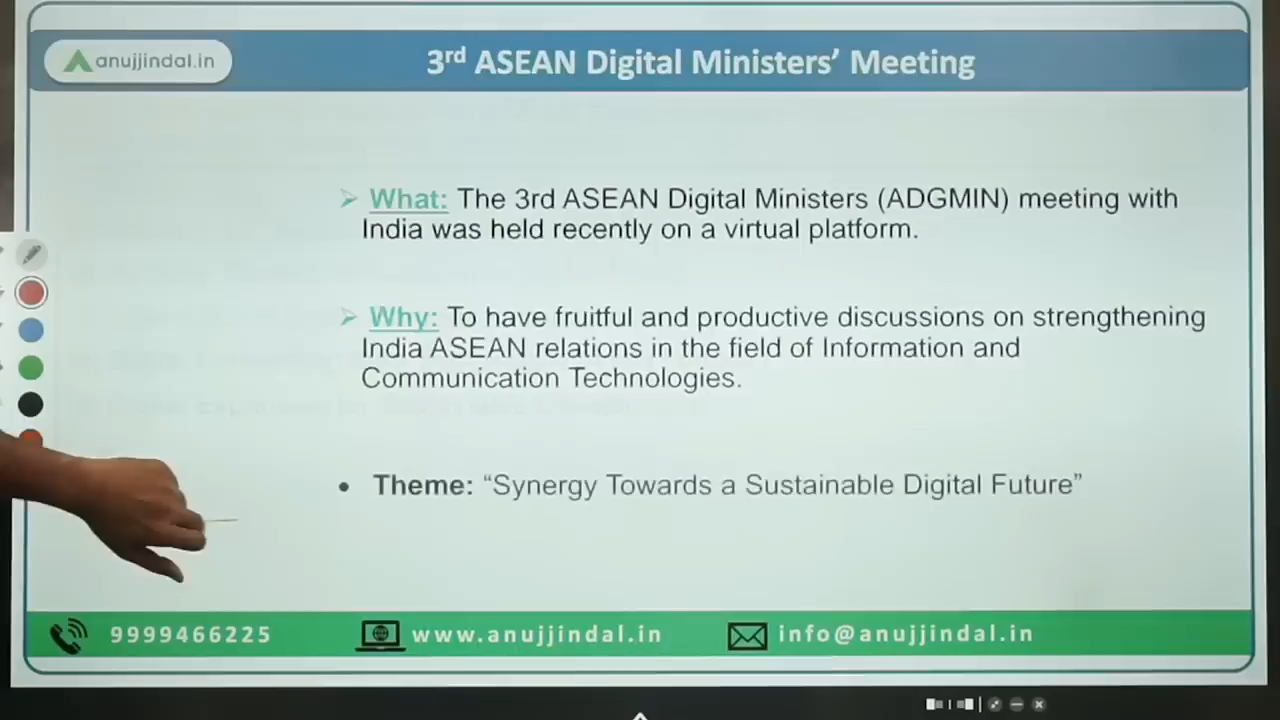 anujjindal.in
3rd ASEAN Digital Ministers’ Meeting
What: The 3rd ASEAN Digital Ministers (ADGMIN) meeting with
India was held recently on a virtual platform.
Why: To have fruitful and productive discussions on strengthening
India ASEAN relations in the field of Information and
Communication Technologies.
• Theme: “Synergy Towards a Sustainable Digital Future”
9999466225
www.anujjindal.in
info@anujjindal.in